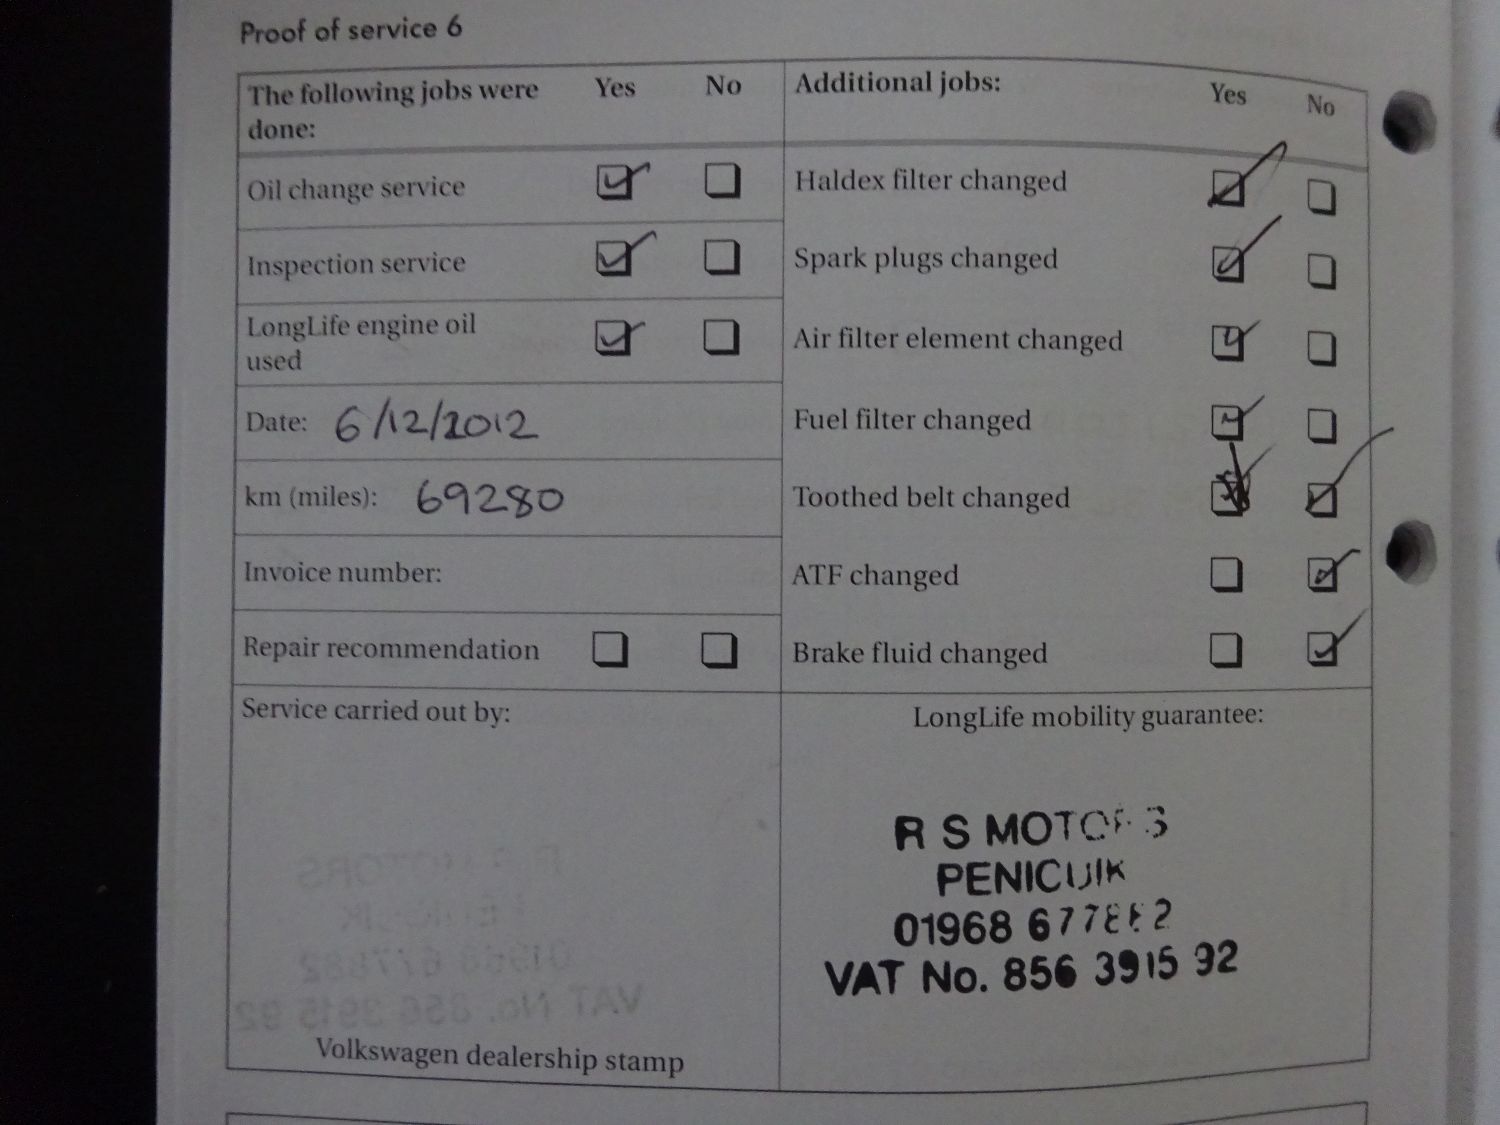 Proof of service 6
The following jobs were done: Yes No
Oil change service
Inspection service
LongLife engine oil used
Date: 6/12/2012
km (miles): 69280
Invoice number:
Repair recommendation
Service carried out by:
Volkswagen dealership stamp
Additional jobs: Yes No
Haldex filter changed
Spark plugs changed
Air filter element changed
Fuel filter changed
Toothed belt changed
ATF changed
Brake fluid changed
LongLife mobility guarantee:
R S MOTORS
PENICUIK
01968 677882
VAT No. 856 3915 92